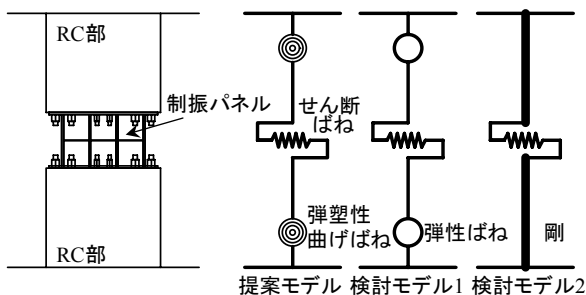 RC部
制振パネル
RC部
せん断
ばね
弾塑性
曲げばね
弾性ばね
剛
提案モデル 検討モデル1 検討モデル2